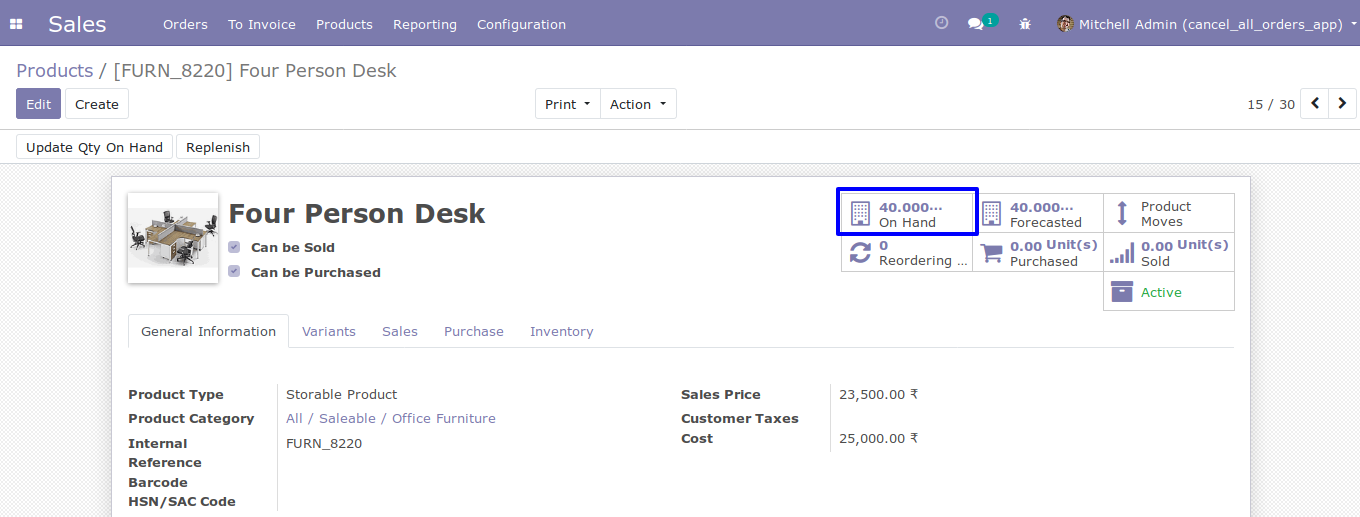 Sales Orders To Invoice Products Reporting Configuration 1 Mitchell Admin (cancel_all_orders_app)
Products / [FURN_8220] Four Person Desk
Edit Create Print Action 15 / 30
Update Qty On Hand Replenish
Four Person Desk
Can be Sold
Can be Purchased
40.000...
On Hand
40.000...
Forecasted
Product
Moves
0
Reordering ...
0.00 Unit(s)
Purchased
0.00 Unit(s)
Sold
Active
General Information Variants Sales Purchase Inventory
Product Type Storable Product
Product Category All / Saleable / Office Furniture
Internal Reference FURN_8220
Barcode
HSN/SAC Code
Sales Price 23,500.00 ₹
Customer Taxes
Cost 25,000.00 ₹